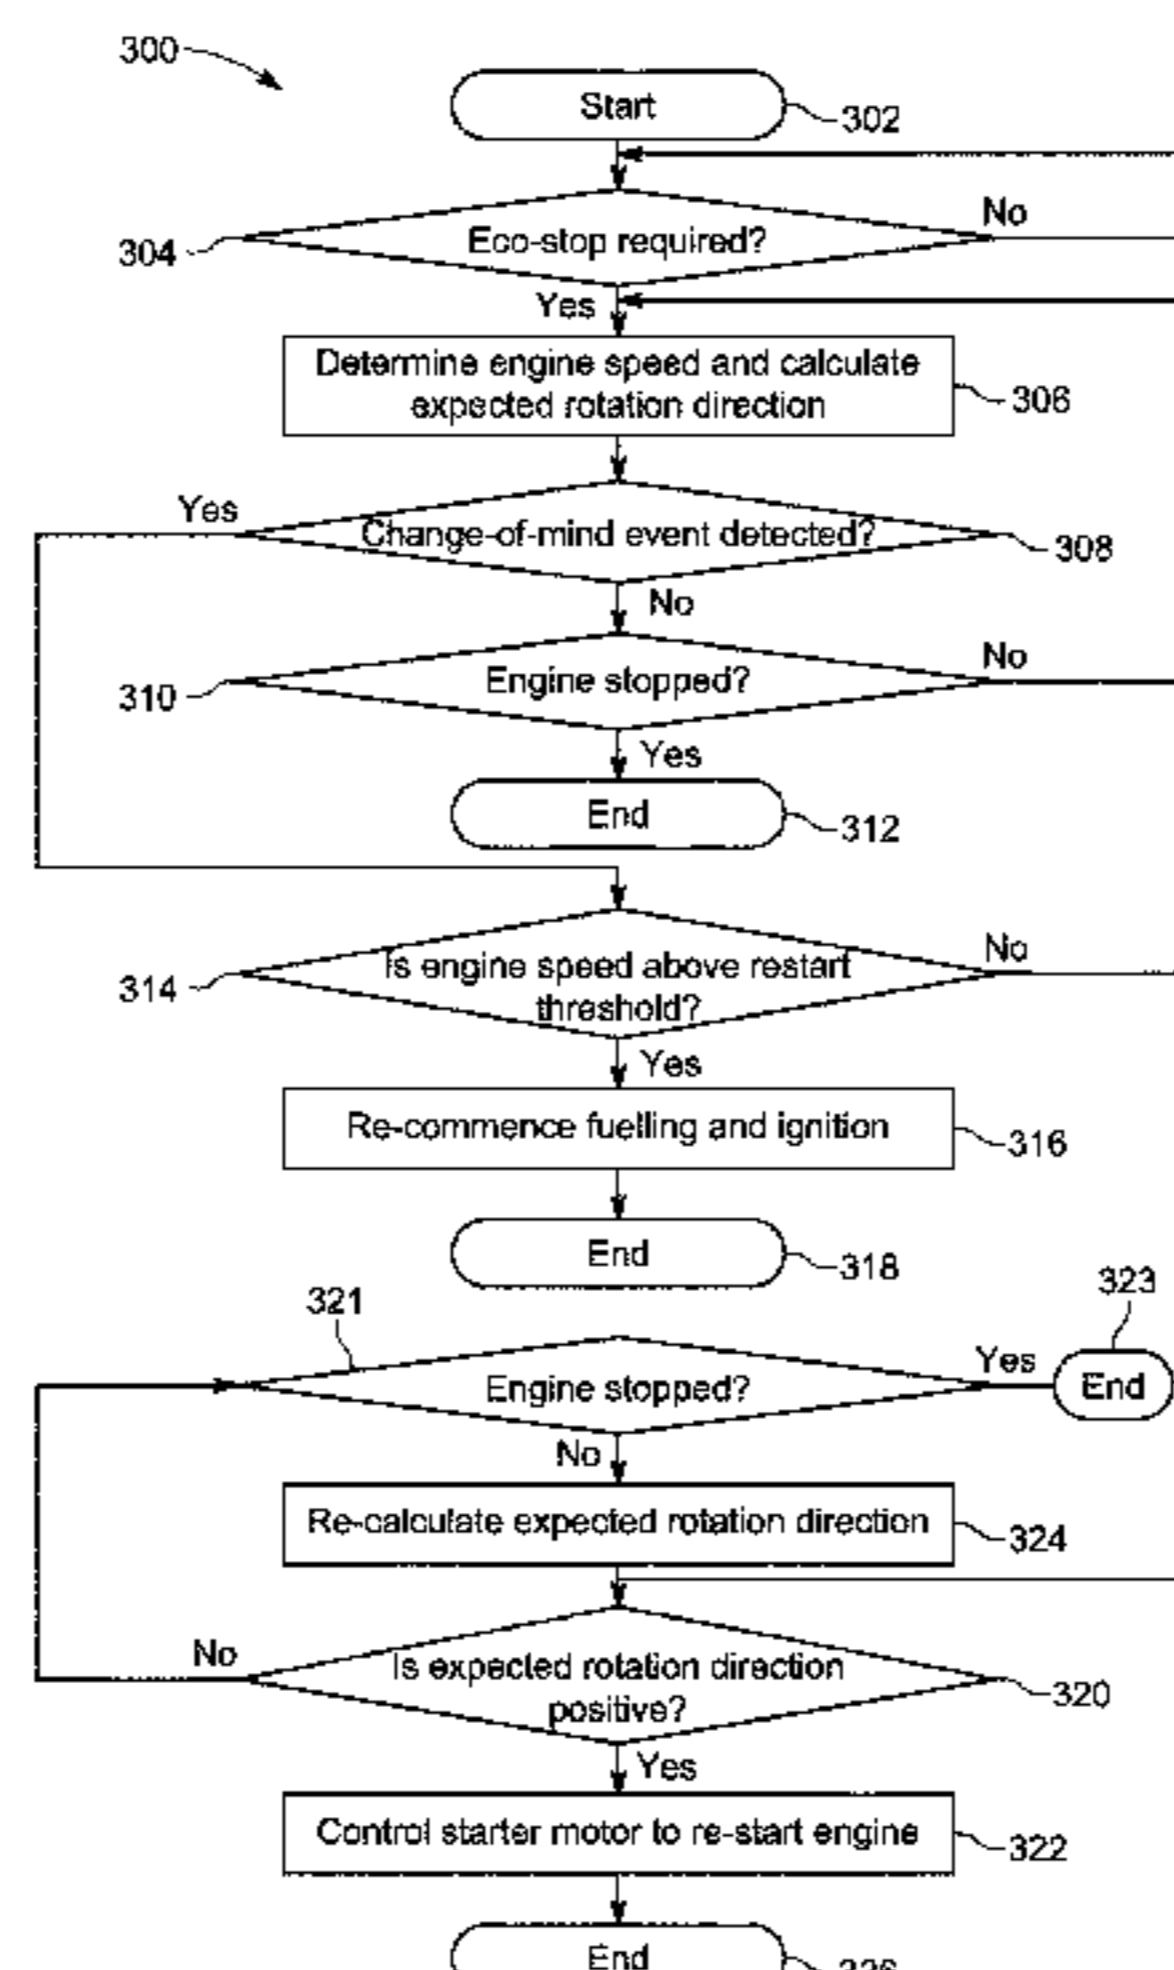 300
Start
302
No
304
Eco-stop required?
Yes
Determine engine speed and calculate
expected rotation direction
306
Yes
Change-of-mind event detected?
308
No
No
310
Engine stopped?
Yes
End
312
No
314
Is engine speed above restart
threshold?
Yes
Re-commence fuelling and ignition
316
End
318
323
321
Yes
Engine stopped?
End
No
Re-calculate expected rotation direction
324
No
Is expected rotation direction
positive?
320
Yes
Control starter motor to re-start engine
322
End